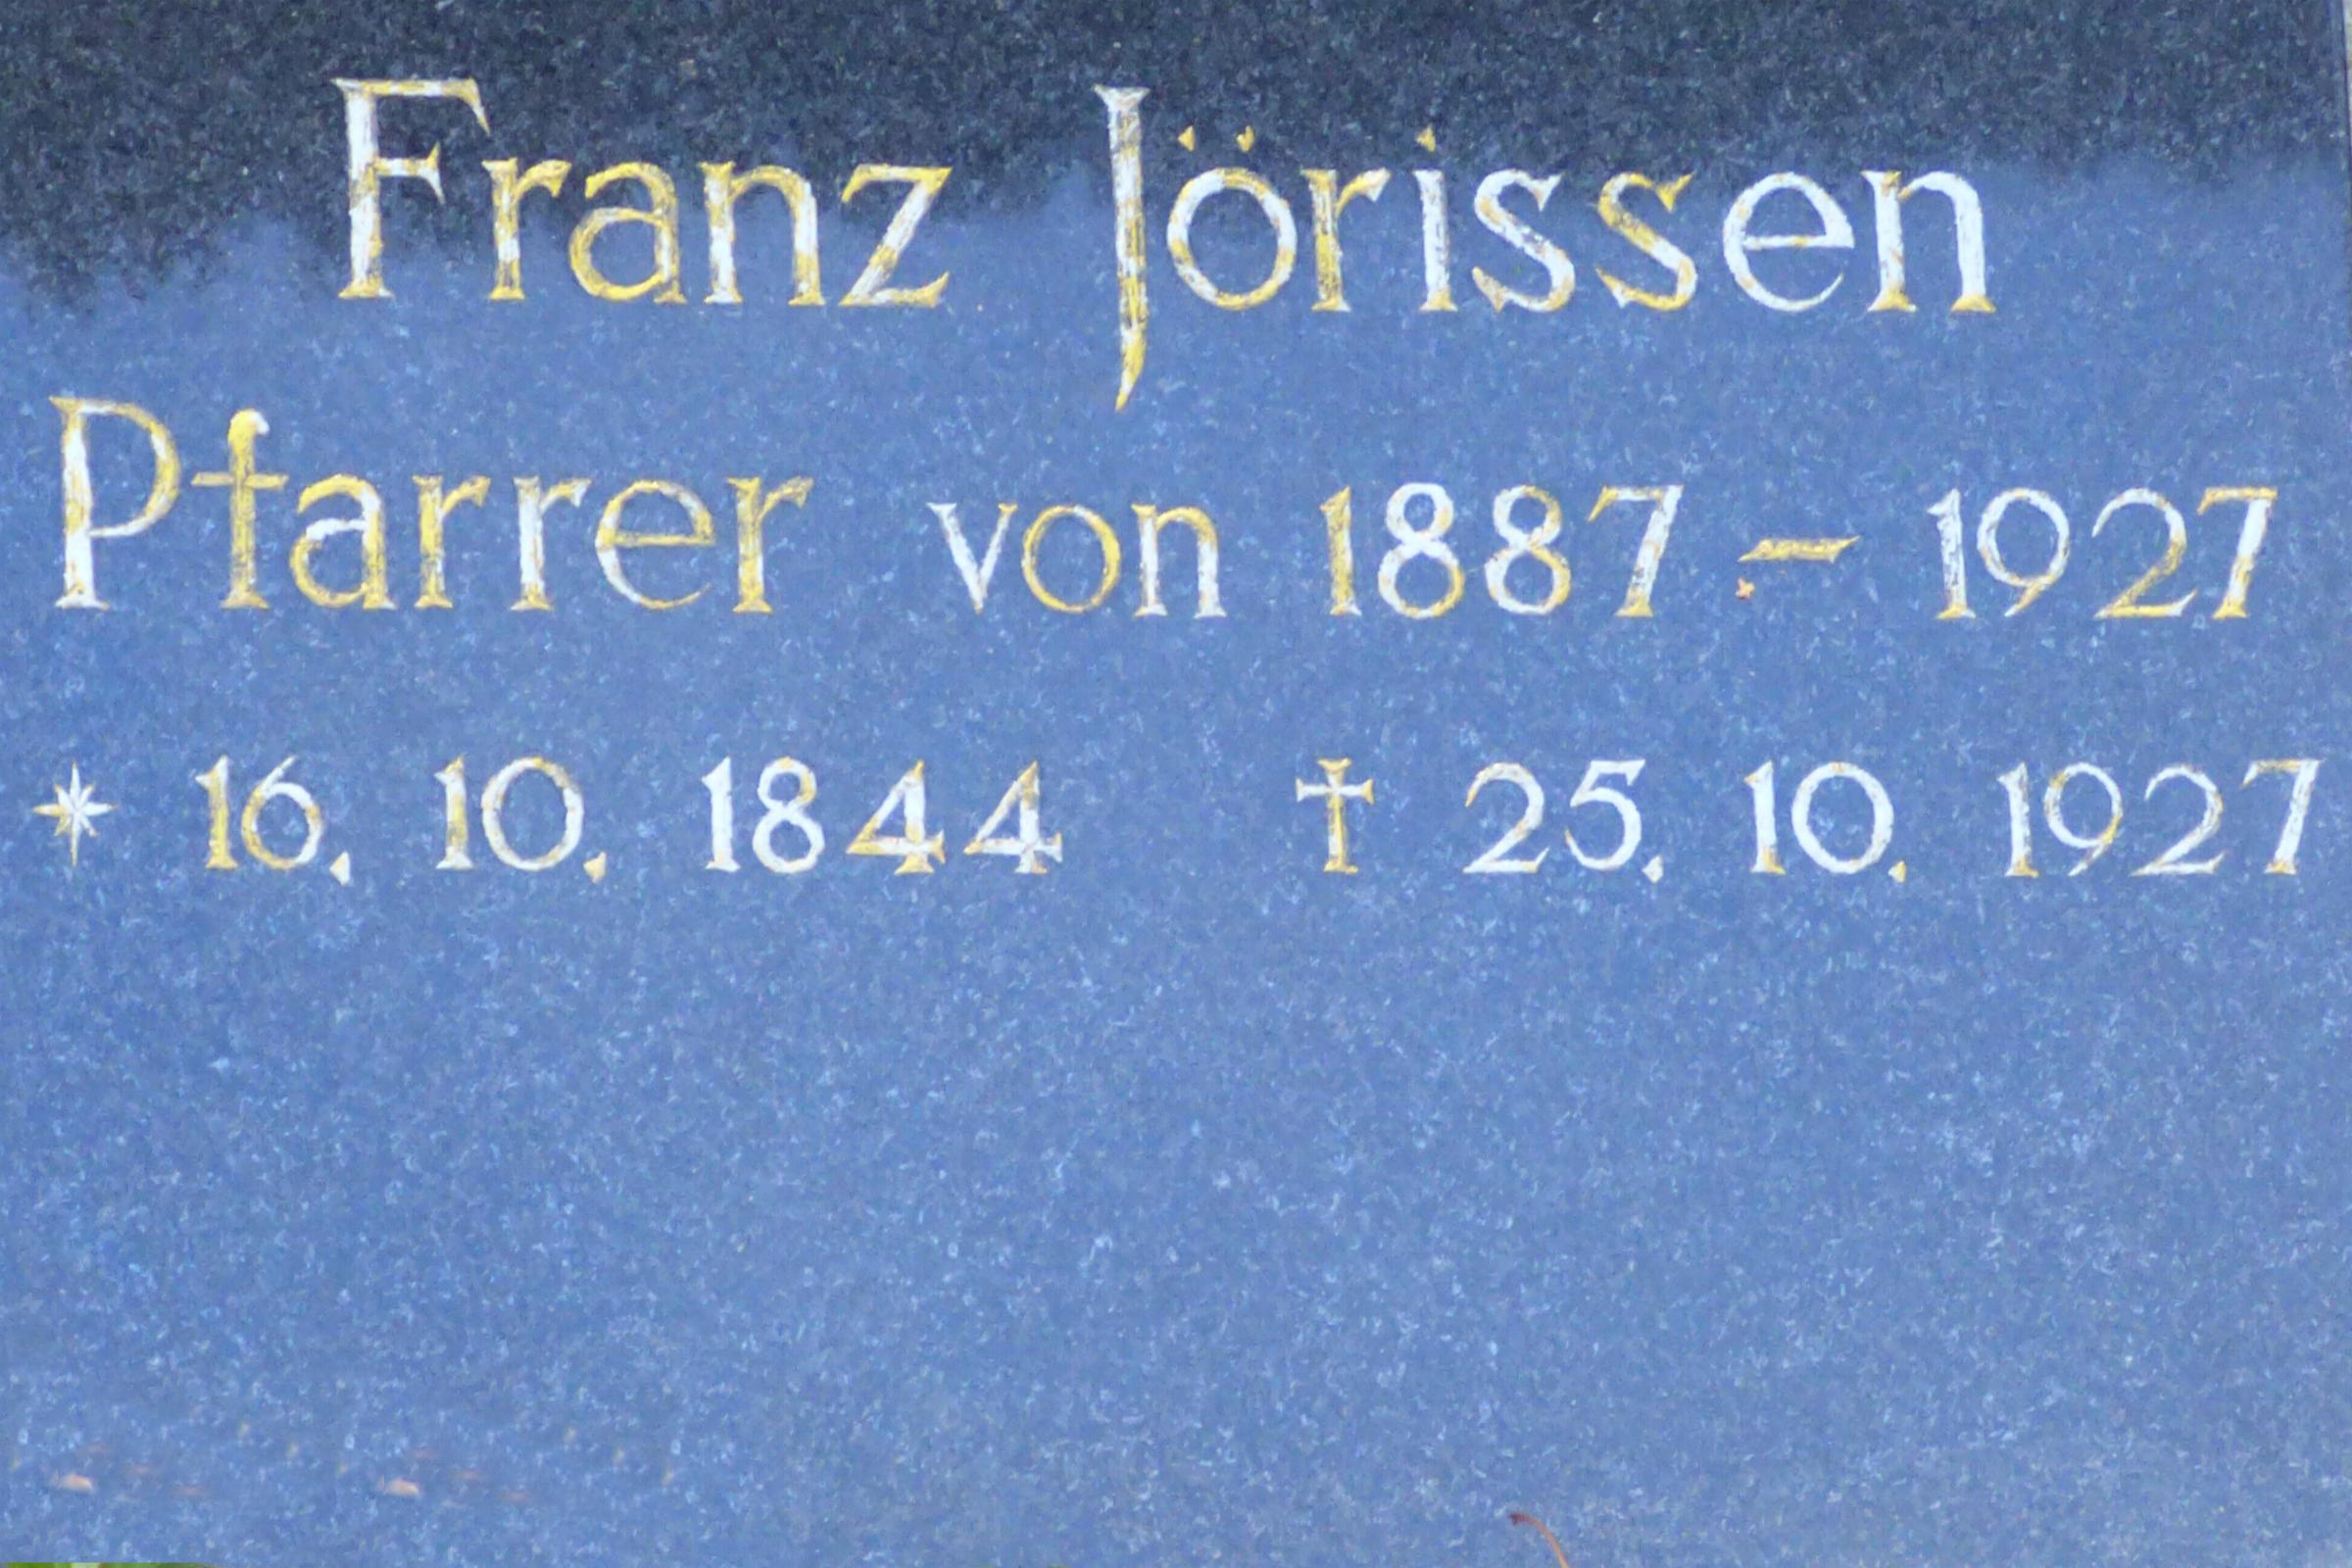 Franz Jörissen
Pfarrer von 1887 – 1927
* 16. 10. 1844 † 25. 10. 1927